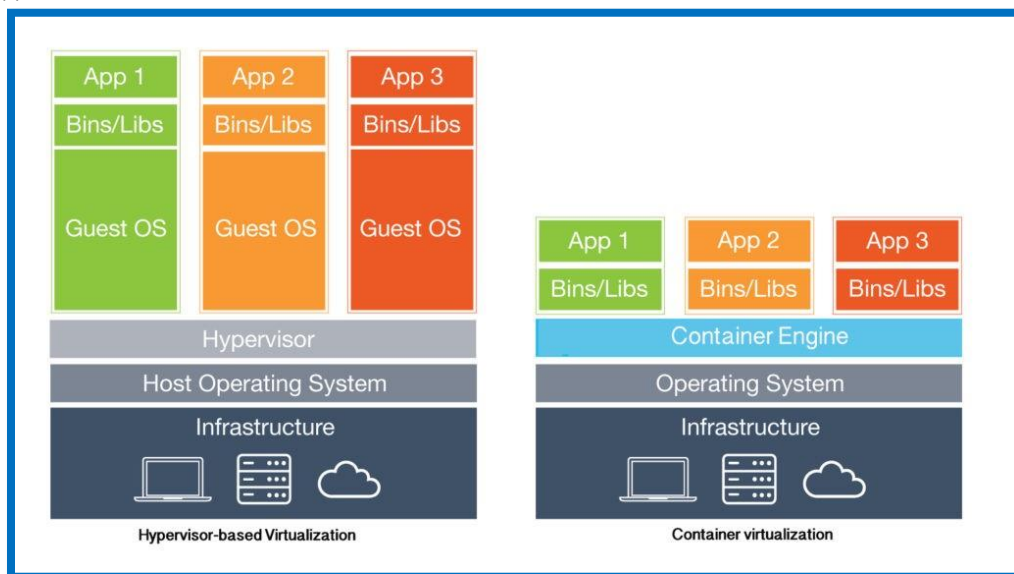 App 1
App 2
App 3
Bins/Libs
Bins/Libs
Bins/Libs
Guest OS
Guest OS
Guest OS
Hypervisor
Host Operating System
Infrastructure
Hypervisor-based Virtualization
App 1
App 2
App 3
Bins/Libs
Bins/Libs
Bins/Libs
Container Engine
Operating System
Infrastructure
Container virtualization